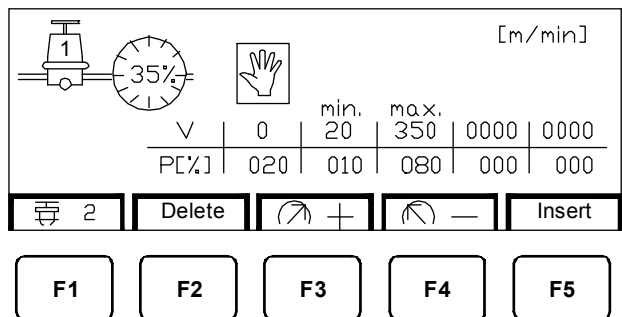 [m/min]
1
35%
min. max.
V 0 20 350 0000 0000
P[%] 020 010 080 000 000
2 Delete + - Insert
F1 F2 F3 F4 F5